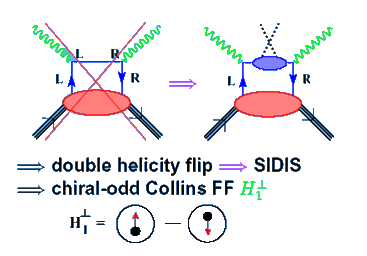 L R
L R ⇒ L R
⇒ double helicity flip ⇒ SIDIS
⇒ chiral-odd Collins FF H₁⊥
H₁⊥ = −